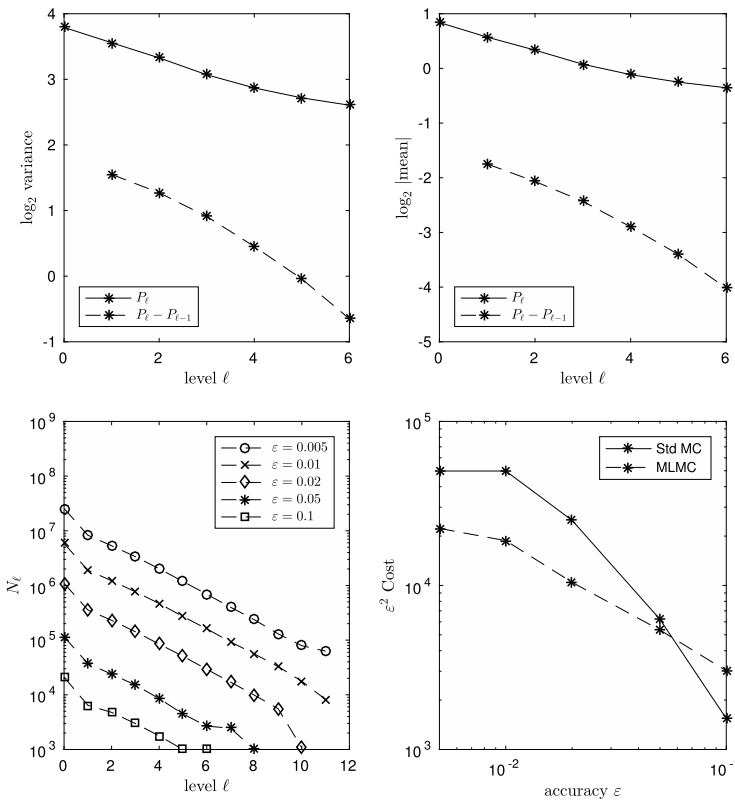 4
3
2
1
0
-1
log₂ variance
0 2 4 6
level ℓ
P_ℓ
P_ℓ − P_{ℓ−1}
1
0
-1
-2
-3
-4
-5
log₂ |mean|
0 2 4 6
level ℓ
P_ℓ
P_ℓ − P_{ℓ−1}
10⁹
10⁸
10⁷
10⁶
10⁵
10⁴
10³
N_ℓ
0 2 4 6 8 10 12
level ℓ
ε = 0.005
ε = 0.01
ε = 0.02
ε = 0.05
ε = 0.1
10⁵
10⁴
10³
ε² Cost
10⁻²
accuracy ε
Std MC
MLMC